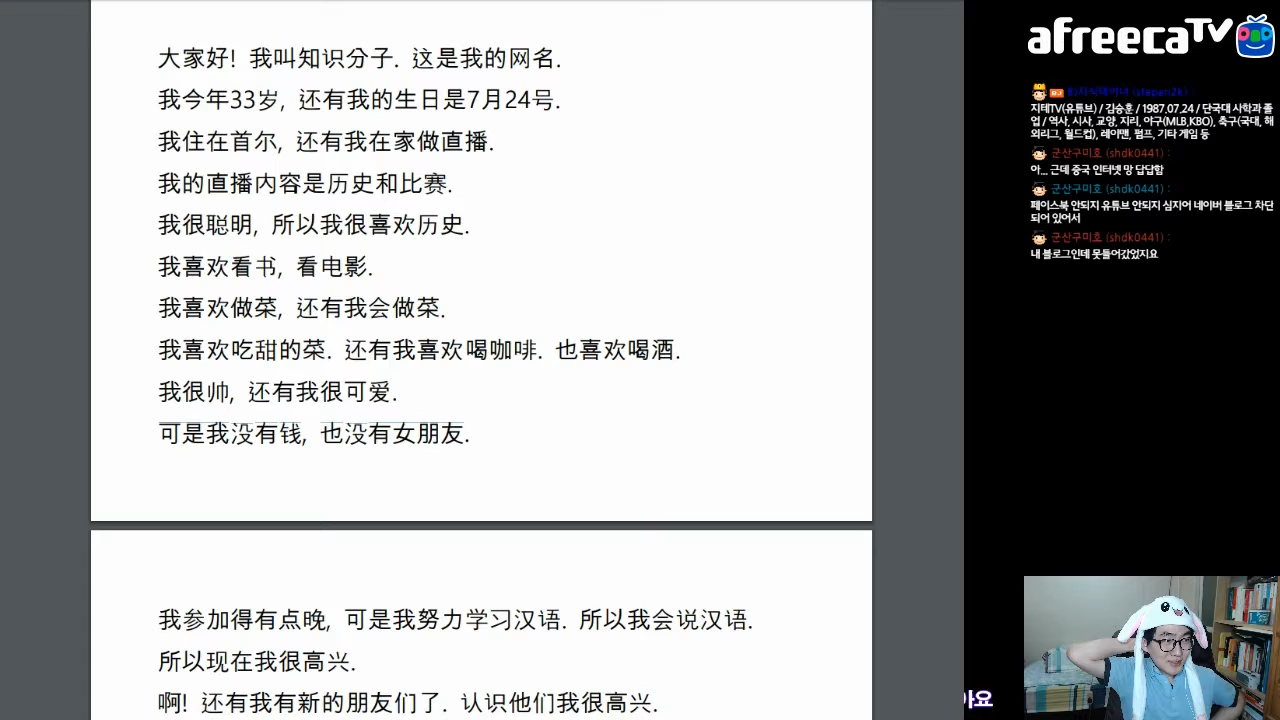 大家好! 我叫知识分子. 这是我的网名.
我今年33岁, 还有我的生日是7月24号.
我住在首尔, 还有我在家做直播.
我的直播内容是历史和比赛.
我很聪明, 所以我很喜欢历史.
我喜欢看书, 看电影.
我喜欢做菜, 还有我会做菜.
我喜欢吃甜的菜. 还有我喜欢喝咖啡. 也喜欢喝酒.
我很帅, 还有我很可爱.
可是我没有钱, 也没有女朋友.
我参加得有点晚, 可是我努力学习汉语. 所以我会说汉语.
所以现在我很高兴.
啊! 还有我有新的朋友们了. 认识他们我很高兴.
afreecaTV
BJ
지테TV(유튜브) / 김승훈 / 1987.07.24 / 단국대 사학과 졸
업 / 역사, 시사, 교양, 지리, 야구(MLB,KBO), 축구(국대, 해
외리그, 월드컵), 레이맨, 펌프, 기타 게임 등
군산구미호 (shdk0441) :
아... 근데 중국 인터넷 망 답답함
군산구미호 (shdk0441) :
페이스북 안되지 유튜브 안되지 심지어 네이버 블로그 차단
되어 있어서
군산구미호 (shdk0441) :
내 블로그인데 못들어갔었지요
아요